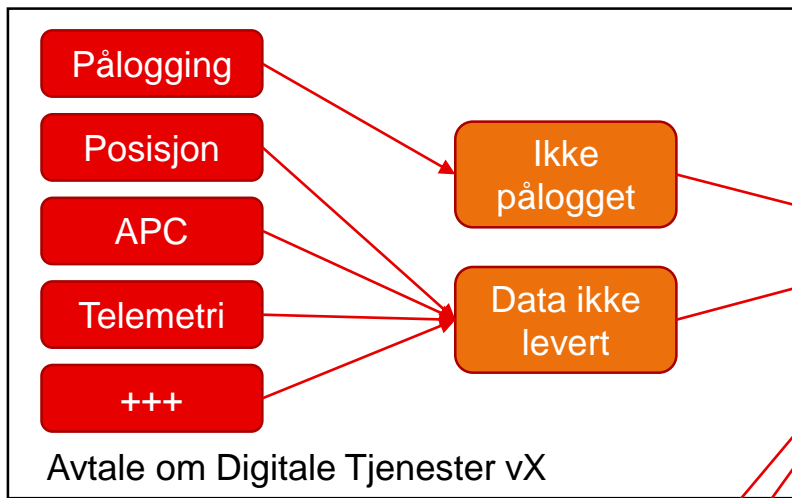 Pålogging
Posisjon
APC
Telemetri
+++
Ikke
pålogget
Data ikke
levert
Avtale om Digitale Tjenester vX